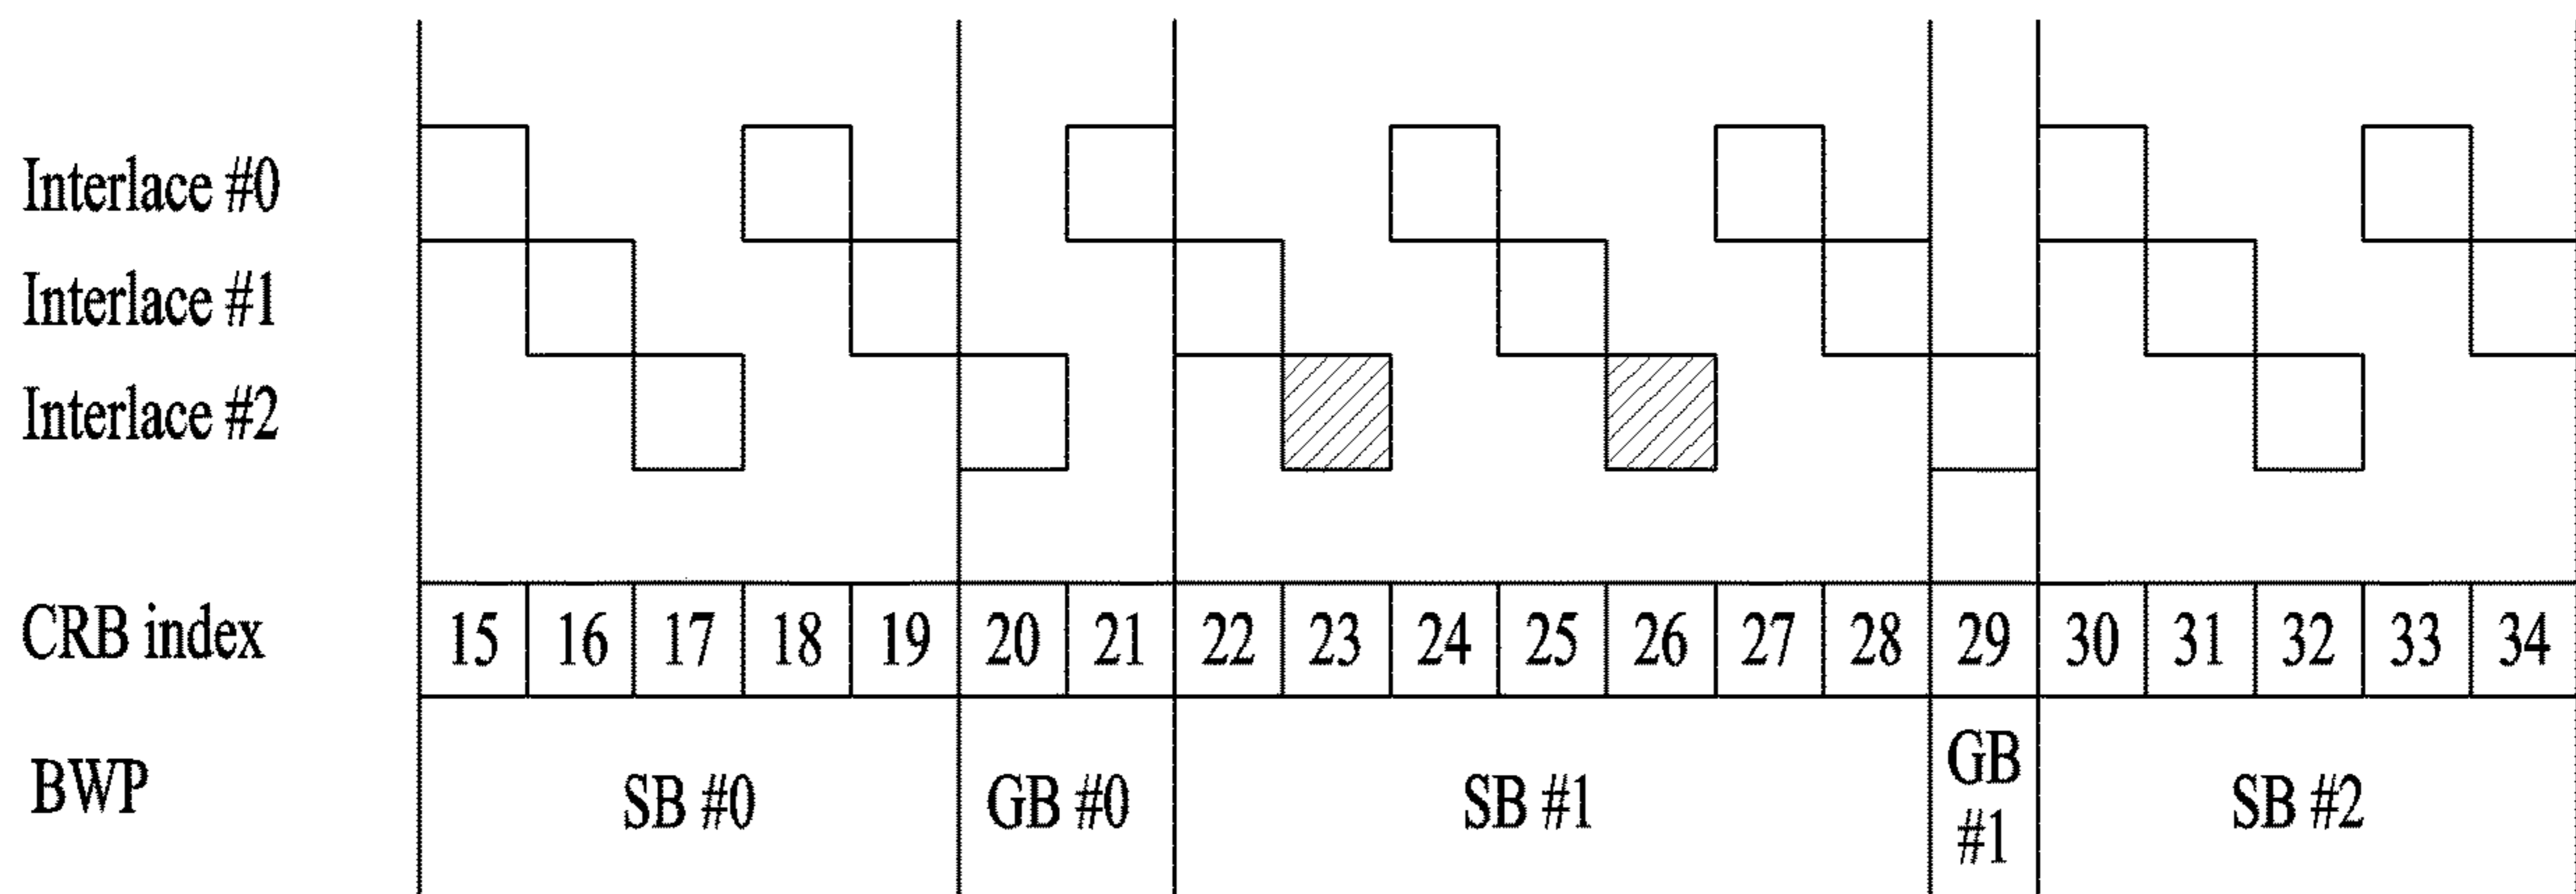 Interlace #0
Interlace #1
Interlace #2
CRB index 15 16 17 18 19 20 21 22 23 24 25 26 27 28 29 30 31 32 33 34
BWP SB #0 GB #0 SB #1 GB #1 SB #2